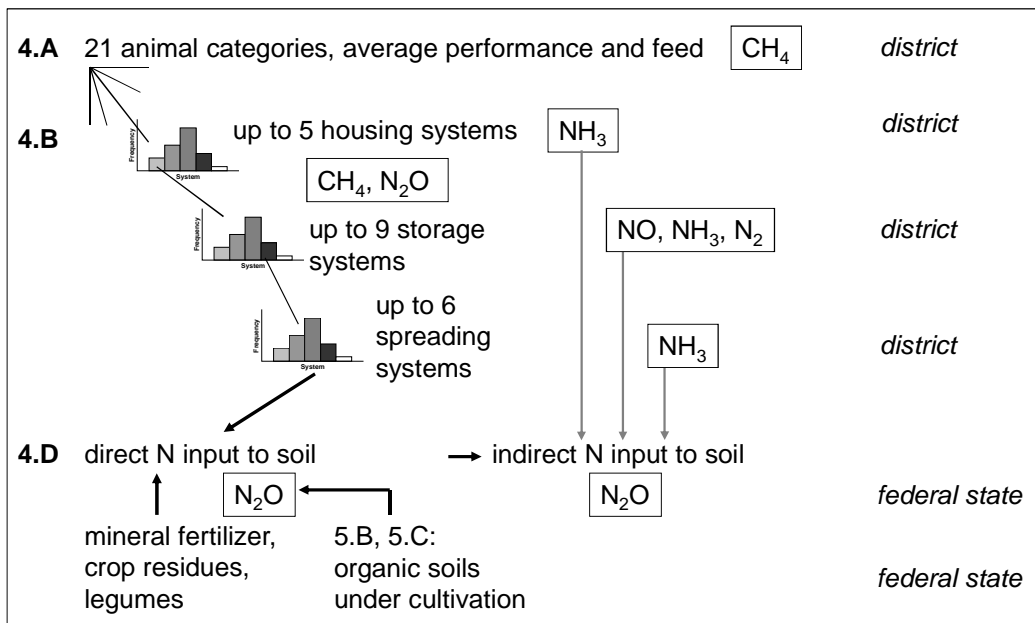 4.A 21 animal categories, average performance and feed CH₄ district
4.B up to 5 housing systems NH₃ district
Frequency
System
CH₄, N₂O
up to 9 storage
systems
NO, NH₃, N₂ district
Frequency
System
up to 6
spreading
systems
NH₃ district
Frequency
System
4.D direct N input to soil indirect N input to soil
N₂O N₂O federal state
mineral fertilizer,
crop residues,
legumes
5.B, 5.C:
organic soils
under cultivation
federal state